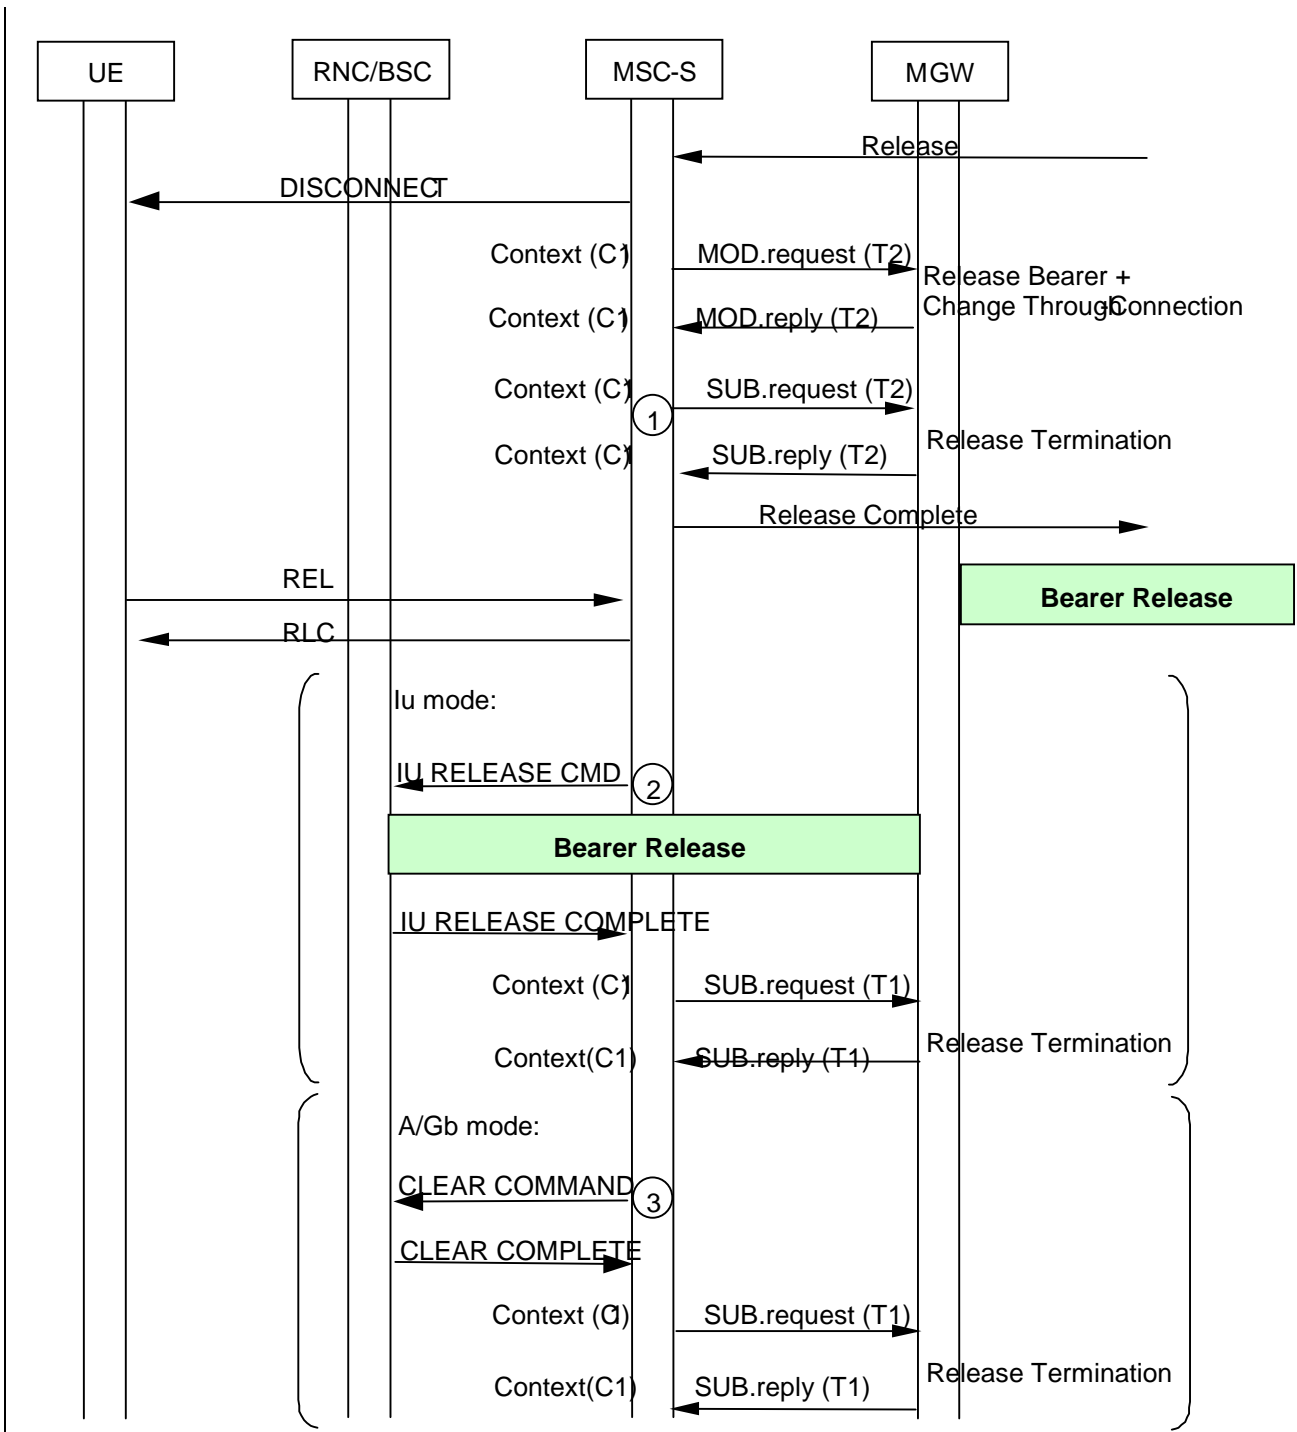 UE
RNC/BSC
MSC-S
MGW
Release
DISCONNECT
Context (C1)
MOD.request (T2)
Release Bearer +
Change Through-Connection
Context (C1)
MOD.reply (T2)
Context (C1)
SUB.request (T2)
1
Release Termination
Context (C1)
SUB.reply (T2)
Release Complete
REL
Bearer Release
RLC
Iu mode:
IU RELEASE CMD
2
Bearer Release
IU RELEASE COMPLETE
Context (C1)
SUB.request (T1)
Release Termination
Context(C1)
SUB.reply (T1)
A/Gb mode:
CLEAR COMMAND
3
CLEAR COMPLETE
Context (C1)
SUB.request (T1)
Release Termination
Context(C1)
SUB.reply (T1)